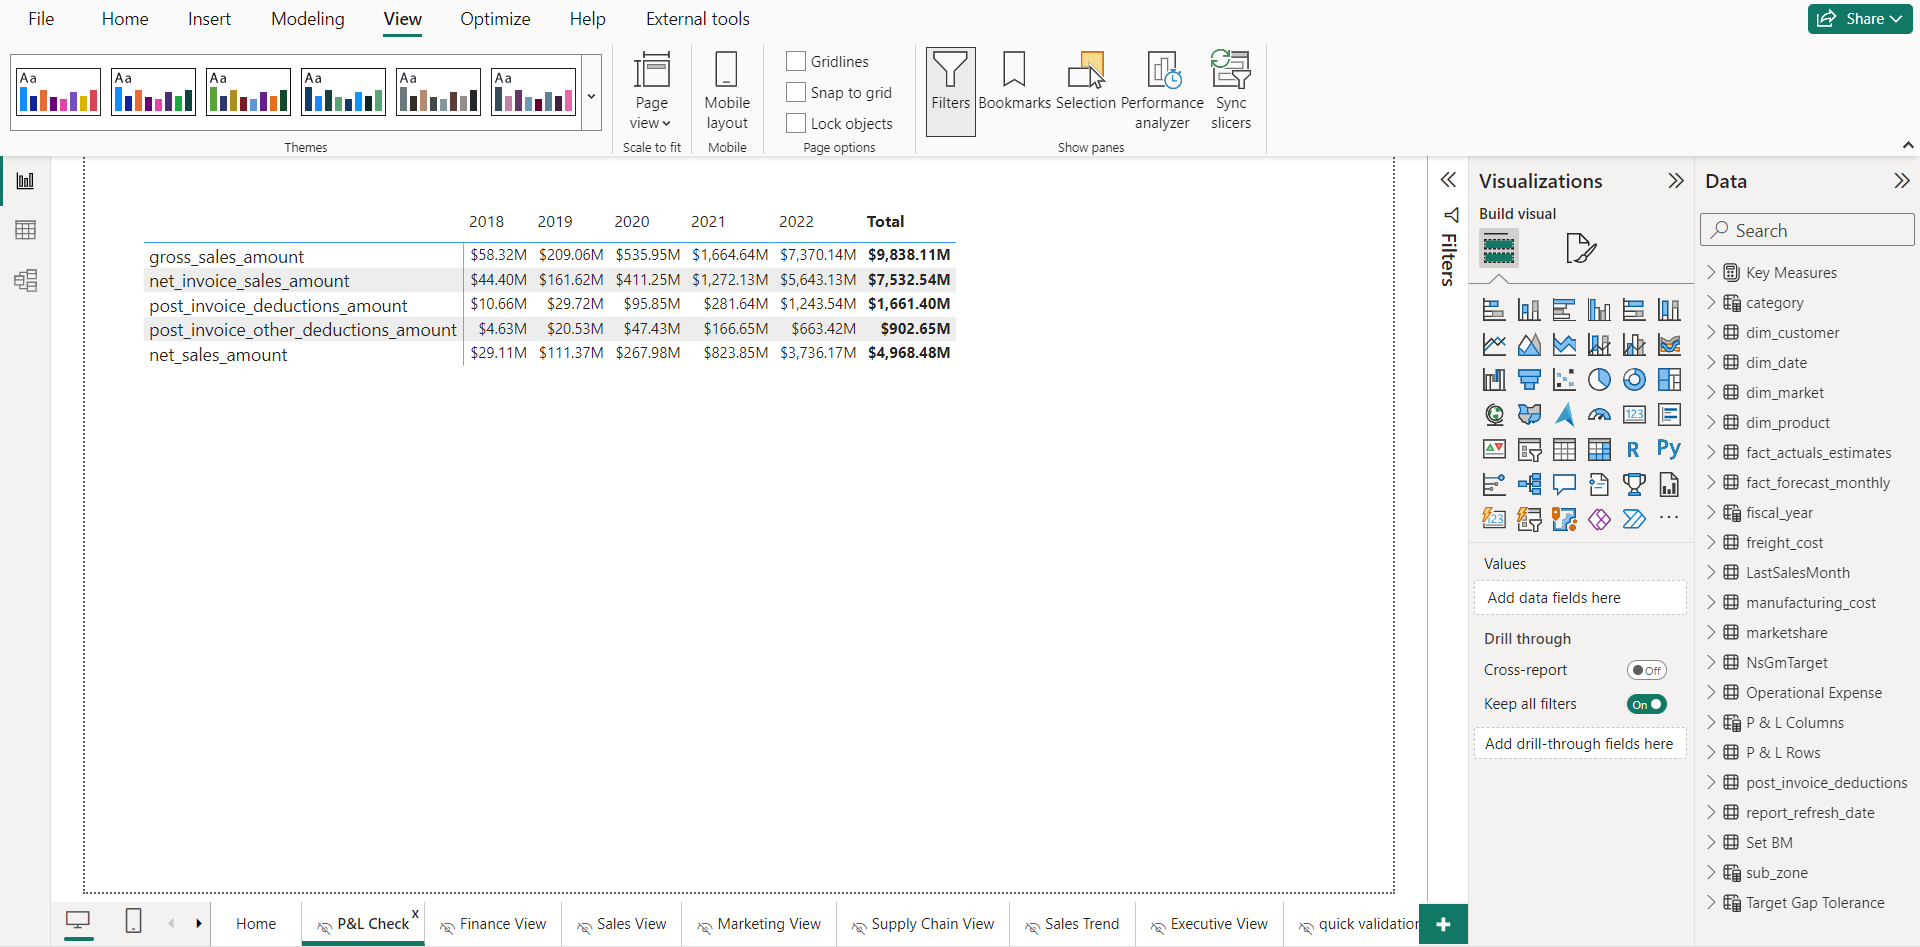 File Home Insert Modeling View Optimize Help External tools Share
Aa Aa Aa Aa Aa Aa
Page view
Mobile layout
Gridlines
Snap to grid
Lock objects
Filters
Bookmarks
Selection
Performance analyzer
Sync slicers
Themes Scale to fit Mobile Page options Show panes
2018 2019 2020 2021 2022 Total
gross_sales_amount $58.32M $209.06M $535.95M $1,664.64M $7,370.14M $9,838.11M
net_invoice_sales_amount $44.40M $161.62M $411.25M $1,272.13M $5,643.13M $7,532.54M
post_invoice_deductions_amount $10.66M $29.72M $95.85M $281.64M $1,243.54M $1,661.40M
post_invoice_other_deductions_amount $4.63M $20.53M $47.43M $166.65M $663.42M $902.65M
net_sales_amount $29.11M $111.37M $267.98M $823.85M $3,736.17M $4,968.48M
Filters
Visualizations
Build visual
123
R Py
123
Values
Add data fields here
Drill through
Cross-report Off
Keep all filters On
Add drill-through fields here
Data
Search
Key Measures
category
dim_customer
dim_date
dim_market
dim_product
fact_actuals_estimates
fact_forecast_monthly
fiscal_year
freight_cost
LastSalesMonth
manufacturing_cost
marketshare
NsGmTarget
Operational Expense
P & L Columns
P & L Rows
post_invoice_deductions
report_refresh_date
Set BM
sub_zone
Target Gap Tolerance
Home P&L Check x Finance View Sales View Marketing View Supply Chain View Sales Trend Executive View quick validation +